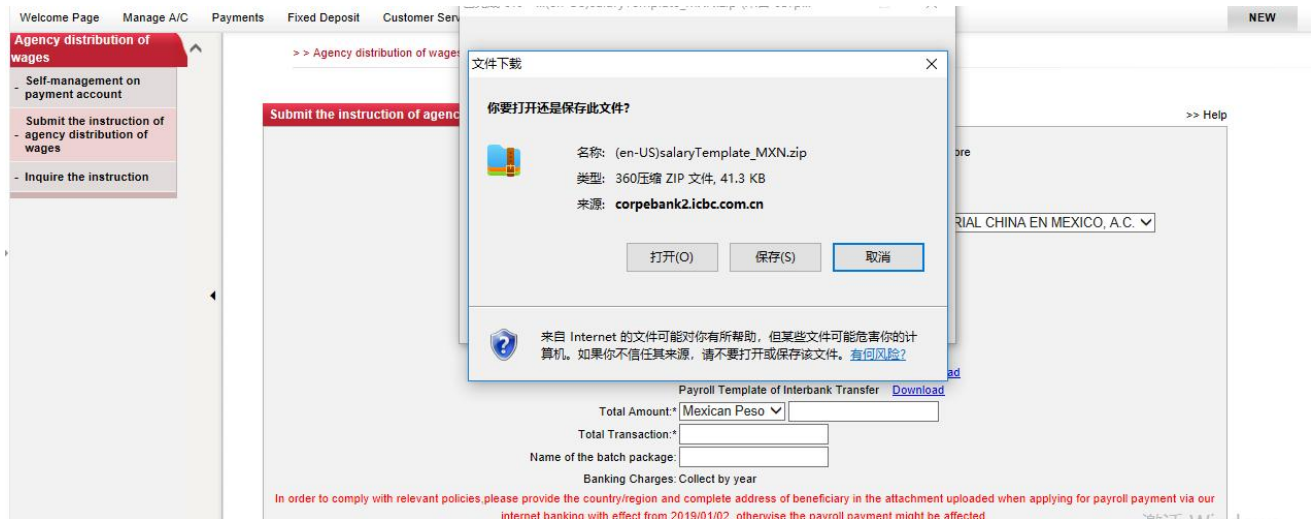 Welcome Page Manage A/C Payments Fixed Deposit Customer Serv
NEW
Agency distribution of
wages
- Self-management on
payment account
Submit the instruction of
- agency distribution of
wages
- Inquire the instruction
> > Agency distribution of wages
Submit the instruction of agenc
>> Help
文件下载
你要打开还是保存此文件?
名称: (en-US)salaryTemplate_MXN.zip
类型: 360压缩 ZIP 文件, 41.3 KB
来源: corpebank2.icbc.com.cn
打开(O) 保存(S) 取消
来自 Internet 的文件可能对你有所帮助，但某些文件可能危害你的计
算机。如果你不信任其来源，请不要打开或保存该文件。有何风险?
ore
RIAL CHINA EN MEXICO, A.C.
ad
Payroll Template of Interbank Transfer Download
Total Amount:* Mexican Peso
Total Transaction:*
Name of the batch package:
Banking Charges: Collect by year
In order to comply with relevant policies,please provide the country/region and complete address of beneficiary in the attachment uploaded when applying for payroll payment via our
internet banking with effect from 2019/01/02, otherwise the payroll payment might be affected.